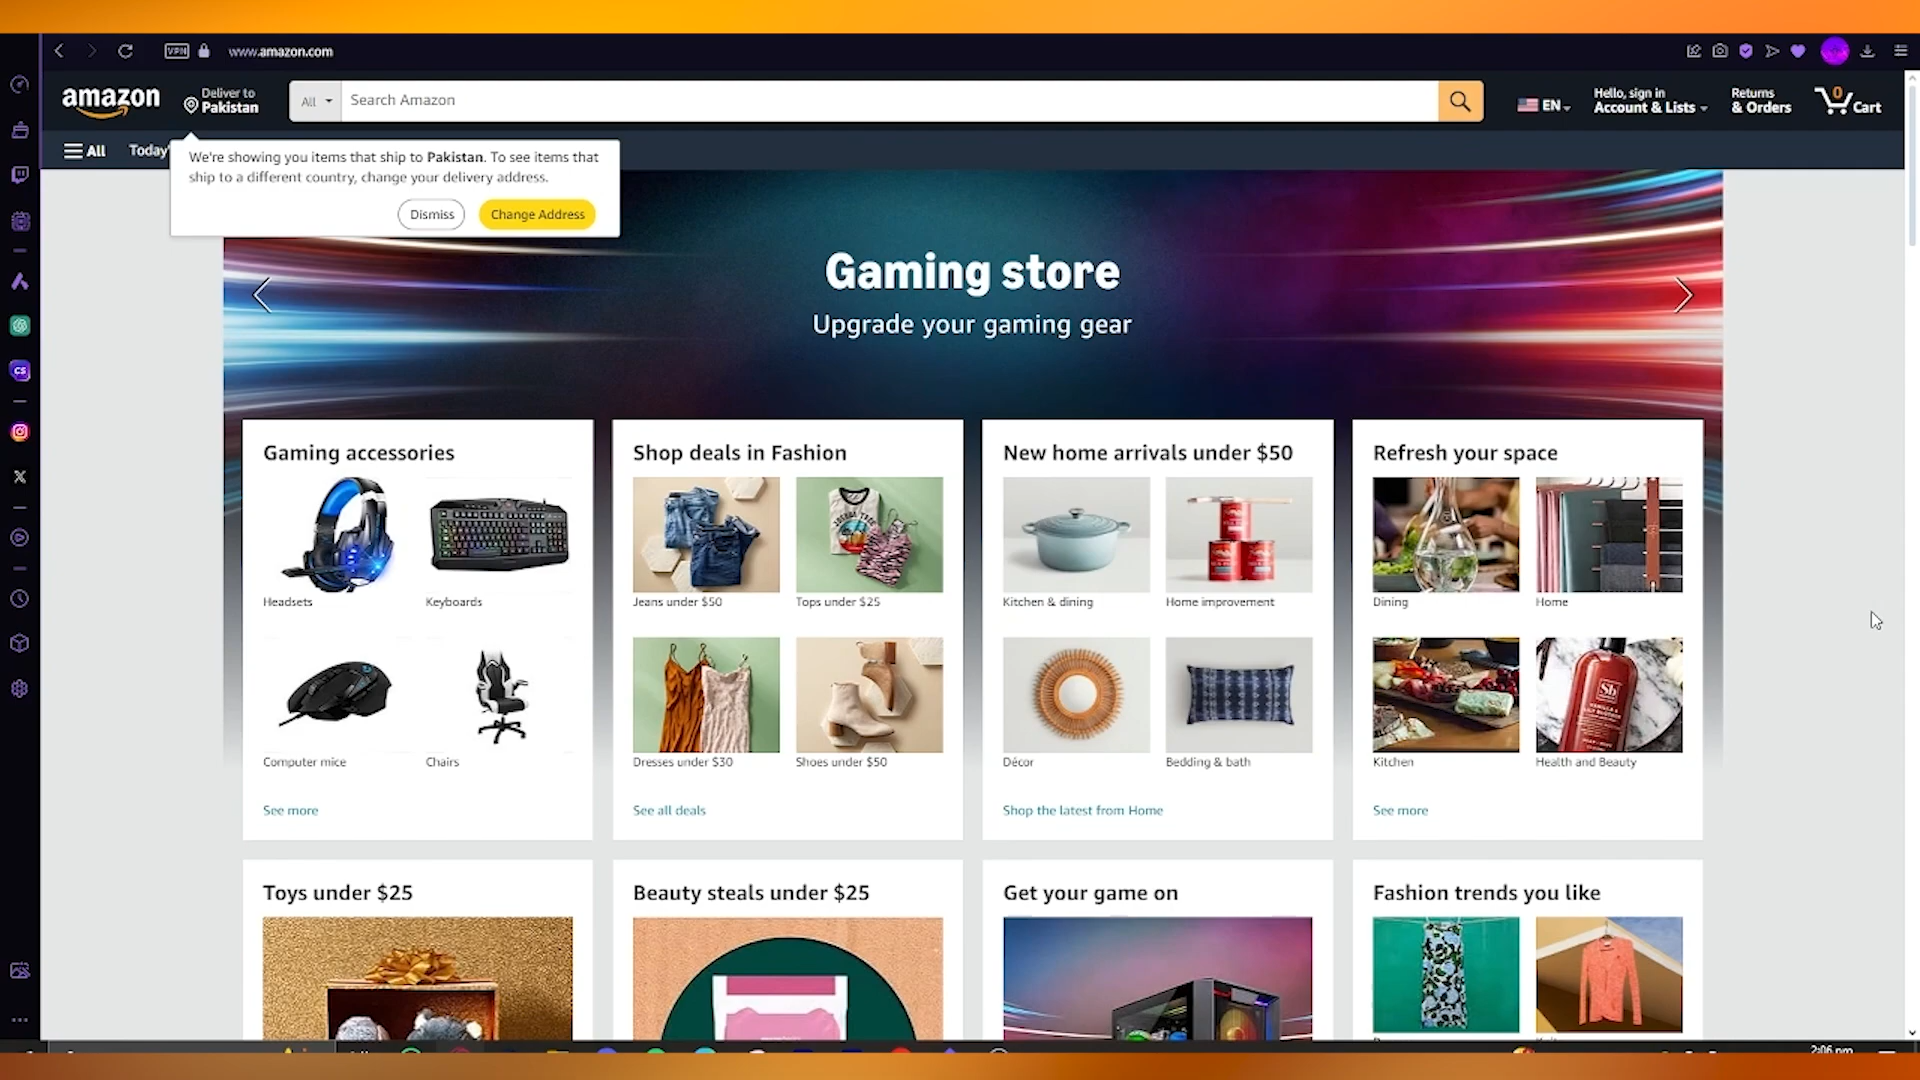 VPN
www.amazon.com
amazon
Deliver to
Pakistan
All
Search Amazon
EN
Hello, sign in
Account & Lists
Returns
& Orders
0
Cart
All
Today'
We're showing you items that ship to Pakistan. To see items that
ship to a different country, change your delivery address.
Dismiss
Change Address
Gaming store
Upgrade your gaming gear
Gaming accessories
Headsets
Keyboards
Computer mice
Chairs
See more
Shop deals in Fashion
Jeans under $50
Tops under $25
Dresses under $30
Shoes under $50
See all deals
New home arrivals under $50
Kitchen & dining
Home improvement
Décor
Bedding & bath
Shop the latest from Home
Refresh your space
Dining
Home
Kitchen
Health and Beauty
See more
Toys under $25
Beauty steals under $25
Get your game on
Fashion trends you like
CS
Sb
2:06 pm